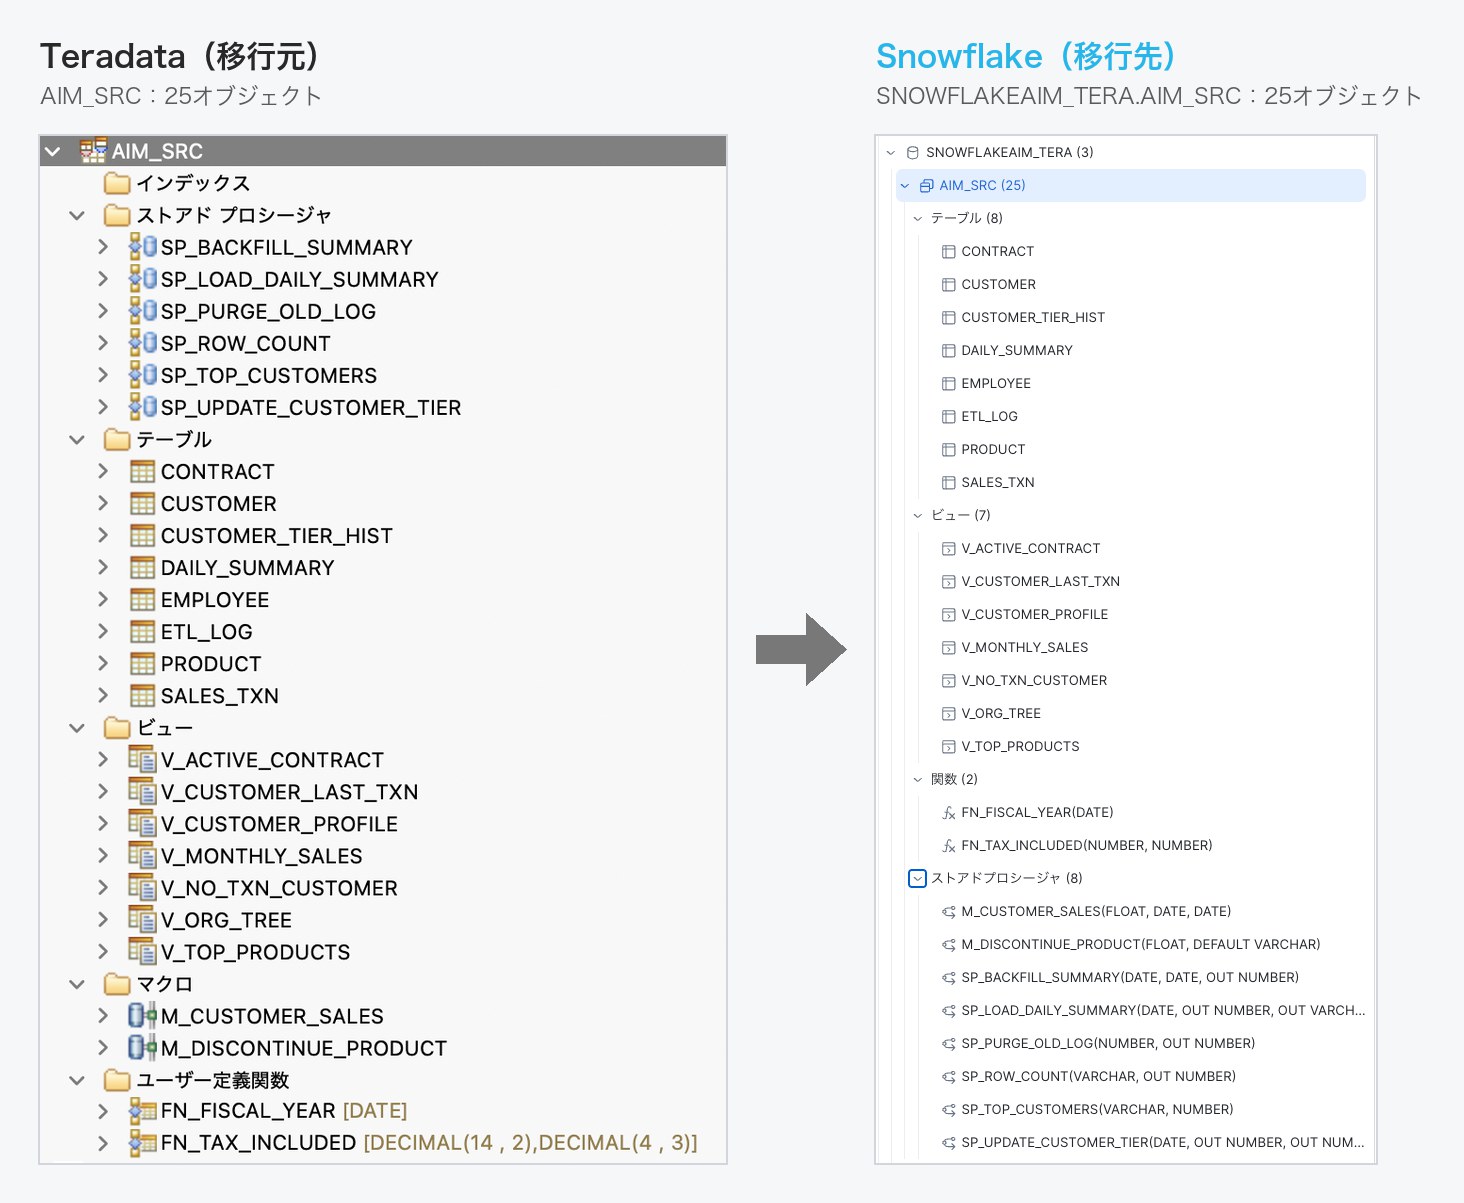 Teradata（移行元）
AIM_SRC：25オブジェクト
AIM_SRC
インデックス
ストアド プロシージャ
SP_BACKFILL_SUMMARY
SP_LOAD_DAILY_SUMMARY
SP_PURGE_OLD_LOG
SP_ROW_COUNT
SP_TOP_CUSTOMERS
SP_UPDATE_CUSTOMER_TIER
テーブル
CONTRACT
CUSTOMER
CUSTOMER_TIER_HIST
DAILY_SUMMARY
EMPLOYEE
ETL_LOG
PRODUCT
SALES_TXN
ビュー
V_ACTIVE_CONTRACT
V_CUSTOMER_LAST_TXN
V_CUSTOMER_PROFILE
V_MONTHLY_SALES
V_NO_TXN_CUSTOMER
V_ORG_TREE
V_TOP_PRODUCTS
マクロ
M_CUSTOMER_SALES
M_DISCONTINUE_PRODUCT
ユーザー定義関数
FN_FISCAL_YEAR [DATE]
FN_TAX_INCLUDED [DECIMAL(14 , 2),DECIMAL(4 , 3)]
Snowflake（移行先）
SNOWFLAKEAIM_TERA.AIM_SRC：25オブジェクト
SNOWFLAKEAIM_TERA (3)
AIM_SRC (25)
テーブル (8)
CONTRACT
CUSTOMER
CUSTOMER_TIER_HIST
DAILY_SUMMARY
EMPLOYEE
ETL_LOG
PRODUCT
SALES_TXN
ビュー (7)
V_ACTIVE_CONTRACT
V_CUSTOMER_LAST_TXN
V_CUSTOMER_PROFILE
V_MONTHLY_SALES
V_NO_TXN_CUSTOMER
V_ORG_TREE
V_TOP_PRODUCTS
関数 (2)
FN_FISCAL_YEAR(DATE)
FN_TAX_INCLUDED(NUMBER, NUMBER)
ストアドプロシージャ (8)
M_CUSTOMER_SALES(FLOAT, DATE, DATE)
M_DISCONTINUE_PRODUCT(FLOAT, DEFAULT VARCHAR)
SP_BACKFILL_SUMMARY(DATE, DATE, OUT NUMBER)
SP_LOAD_DAILY_SUMMARY(DATE, OUT NUMBER, OUT VARCH...
SP_PURGE_OLD_LOG(NUMBER, OUT NUMBER)
SP_ROW_COUNT(VARCHAR, OUT NUMBER)
SP_TOP_CUSTOMERS(VARCHAR, NUMBER)
SP_UPDATE_CUSTOMER_TIER(DATE, OUT NUMBER, OUT NUM...